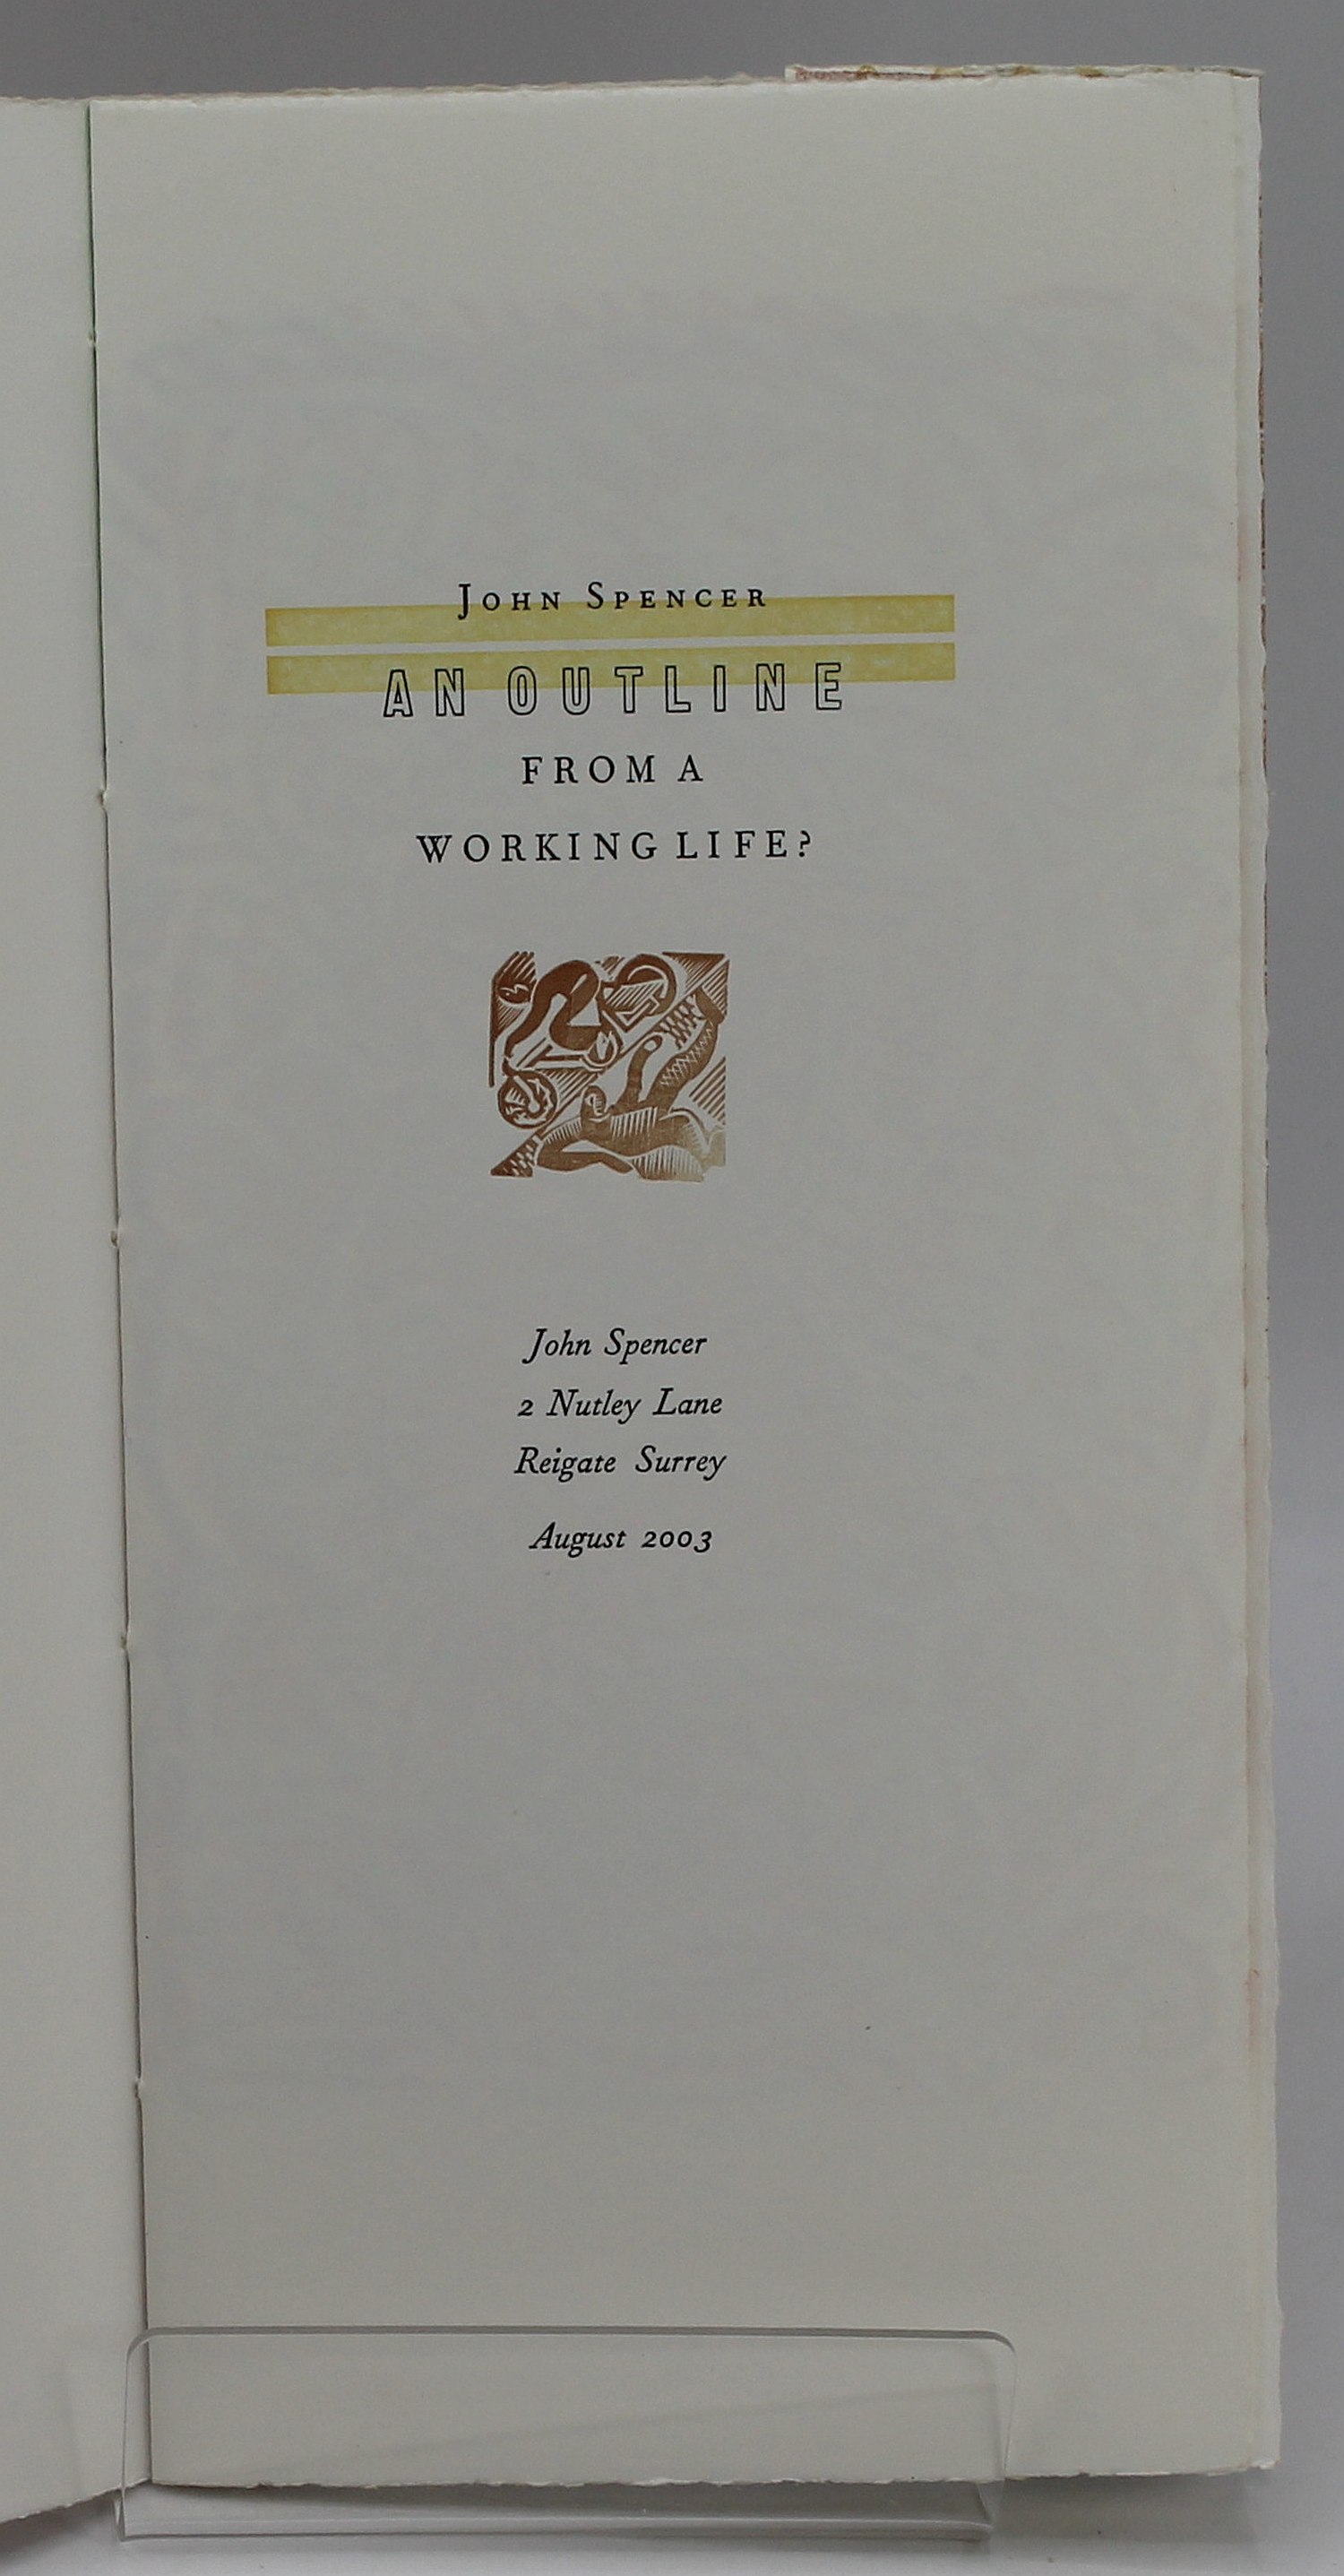 John Spencer
AN OUTLINE
FROM A
WORKING LIFE?
John Spencer
2 Nutley Lane
Reigate Surrey
August 2003